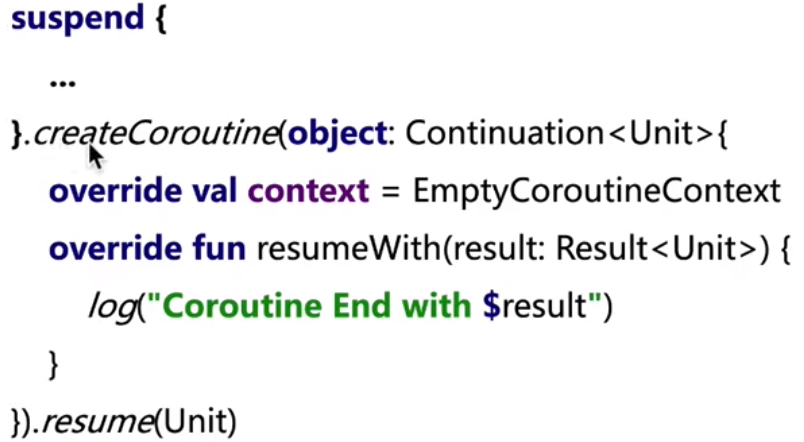 suspend {
...
}.createCoroutine(object: Continuation<Unit>{
override val context = EmptyCoroutineContext
override fun resumeWith(result: Result<Unit>) {
log("Coroutine End with $result")
}
}).resume(Unit)